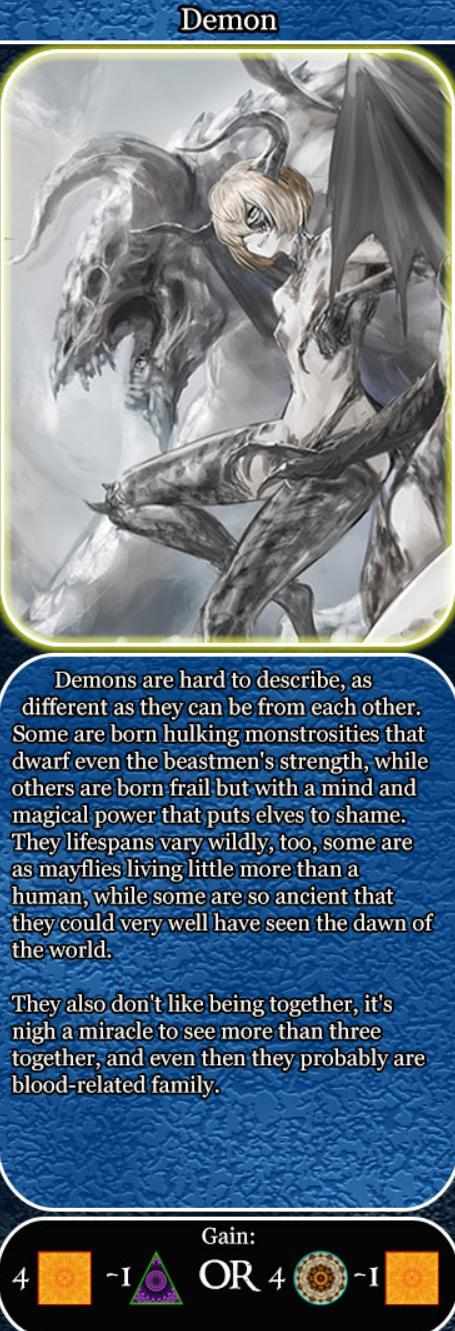 Demon
Demons are hard to describe, as
different as they can be from each other.
Some are born hulking monstrosities that
dwarf even the beastmen's strength, while
others are born frail but with a mind and
magical power that puts elves to shame.
They lifespans vary wildly, too, some are
as mayflies living little more than a
human, while some are so ancient that
they could very well have seen the dawn of
the world.
They also don't like being together, it's
nigh a miracle to see more than three
together, and even then they probably are
blood-related family.
Gain:
4 -1 OR 4 -1